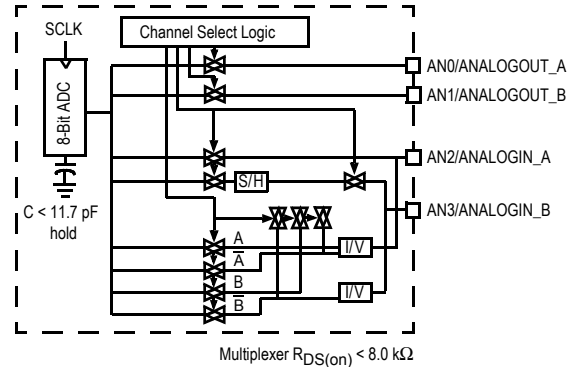 SCLK
Channel Select Logic
8-Bit ADC
C < 11.7 pF
hold
AN0/ANALOGOUT_A
AN1/ANALOGOUT_B
AN2/ANALOGIN_A
S/H
AN3/ANALOGIN_B
A
I/V
A̅
B
I/V
B̅
Multiplexer RDS(on) < 8.0 kΩ